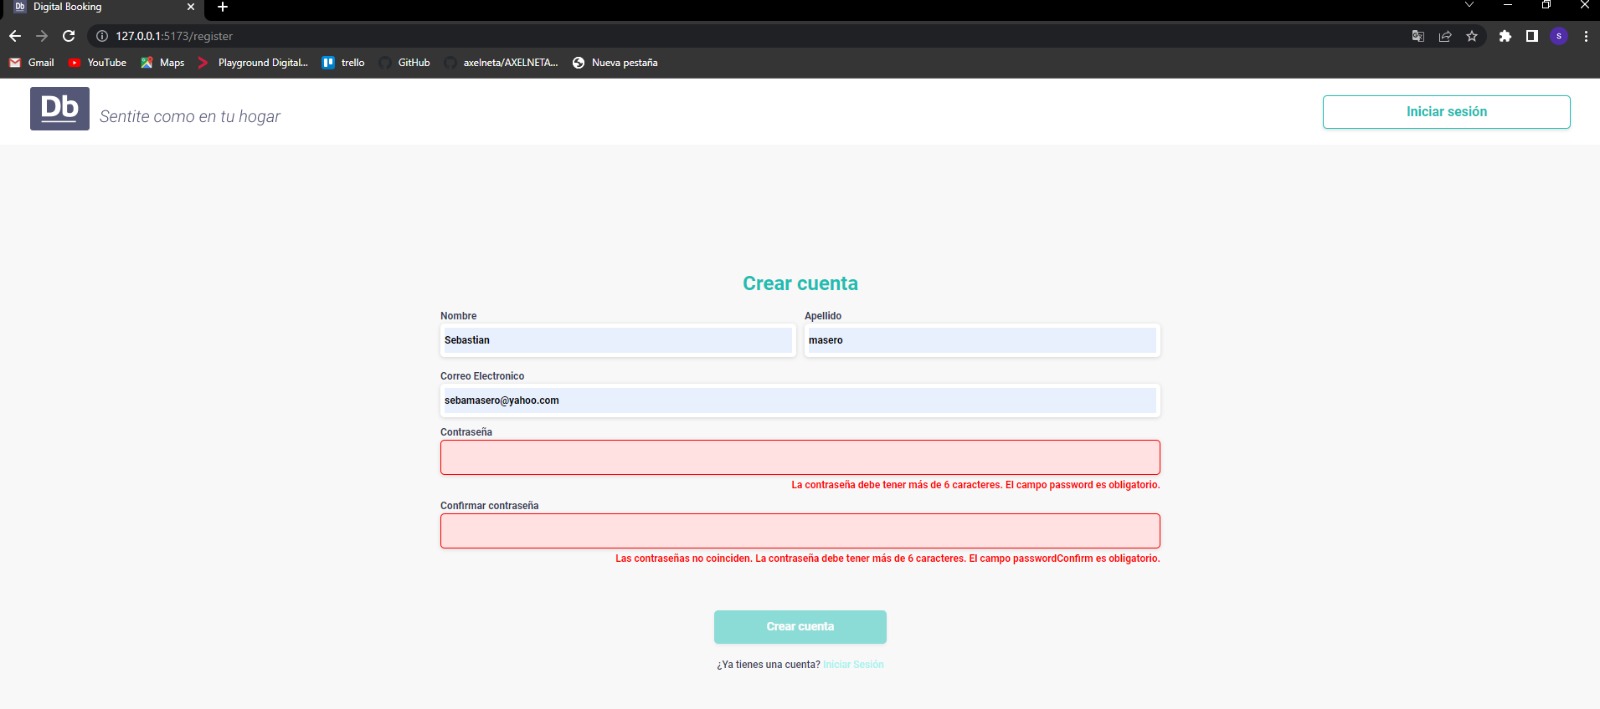 Db Digital Booking
127.0.0.1:5173/register
S
Gmail YouTube Maps Playground Digital... trello GitHub axelneta/AXELNETA... Nueva pestaña
Db Sentite como en tu hogar Iniciar sesión
Crear cuenta
Nombre Apellido
Sebastian masero
Correo Electronico
sebamasero@yahoo.com
Contraseña
La contraseña debe tener más de 6 caracteres. El campo password es obligatorio.
Confirmar contraseña
Las contraseñas no coinciden. La contraseña debe tener más de 6 caracteres. El campo passwordConfirm es obligatorio.
Crear cuenta
¿Ya tienes una cuenta? Iniciar Sesión